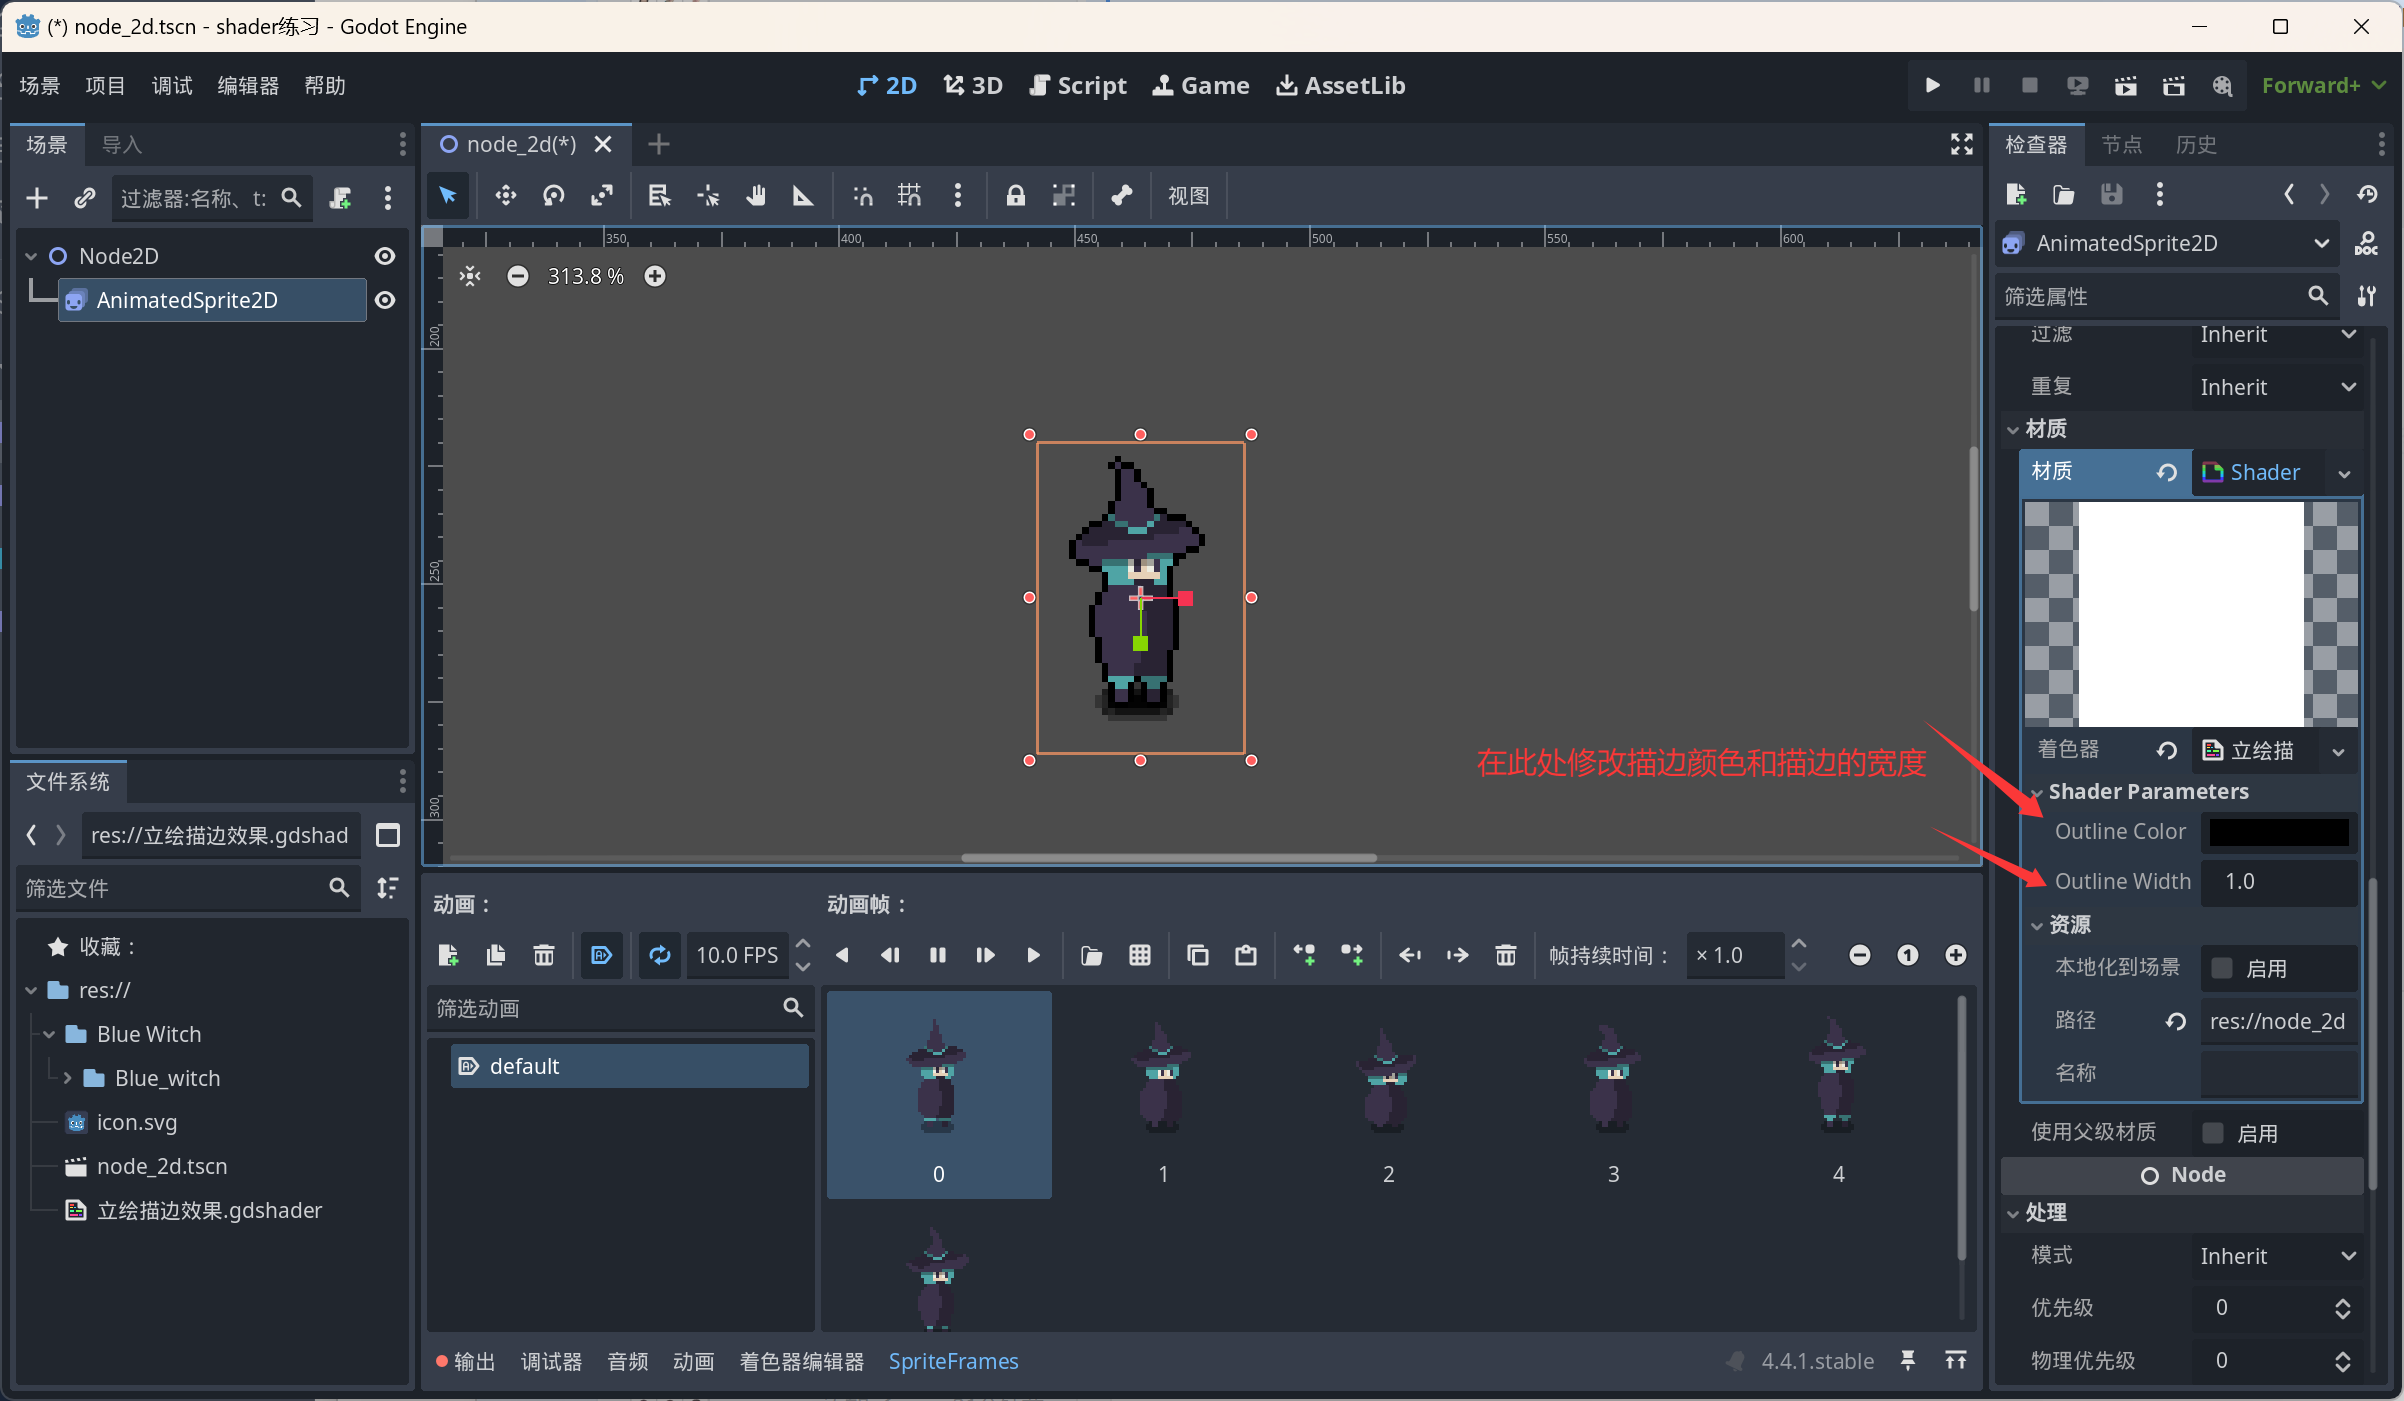 (*) node_2d.tscn - shader练习 - Godot Engine
场景 项目 调试 编辑器 帮助
2D 3D Script Game AssetLib
Forward+
场景 导入
过滤器:名称、t:
Node2D
AnimatedSprite2D
文件系统
res://立绘描边效果.gdshad
筛选文件
收藏：
res://
Blue Witch
Blue_witch
icon.svg
node_2d.tscn
立绘描边效果.gdshader
node_2d(*)
视图
350 400 450 500 550 600
313.8 %
200
250
300
在此处修改描边颜色和描边的宽度
动画：
10.0 FPS
筛选动画
default
动画帧：
帧持续时间： × 1.0
0 1 2 3 4
输出 调试器 音频 动画 着色器编辑器 SpriteFrames
4.4.1.stable
检查器 节点 历史
AnimatedSprite2D
DOC
筛选属性
过滤 Inherit
重复 Inherit
材质
材质 Shader
着色器 立绘描
Shader Parameters
Outline Color
Outline Width 1.0
资源
本地化到场景 启用
路径 res://node_2d
名称
使用父级材质 启用
Node
处理
模式 Inherit
优先级 0
物理优先级 0